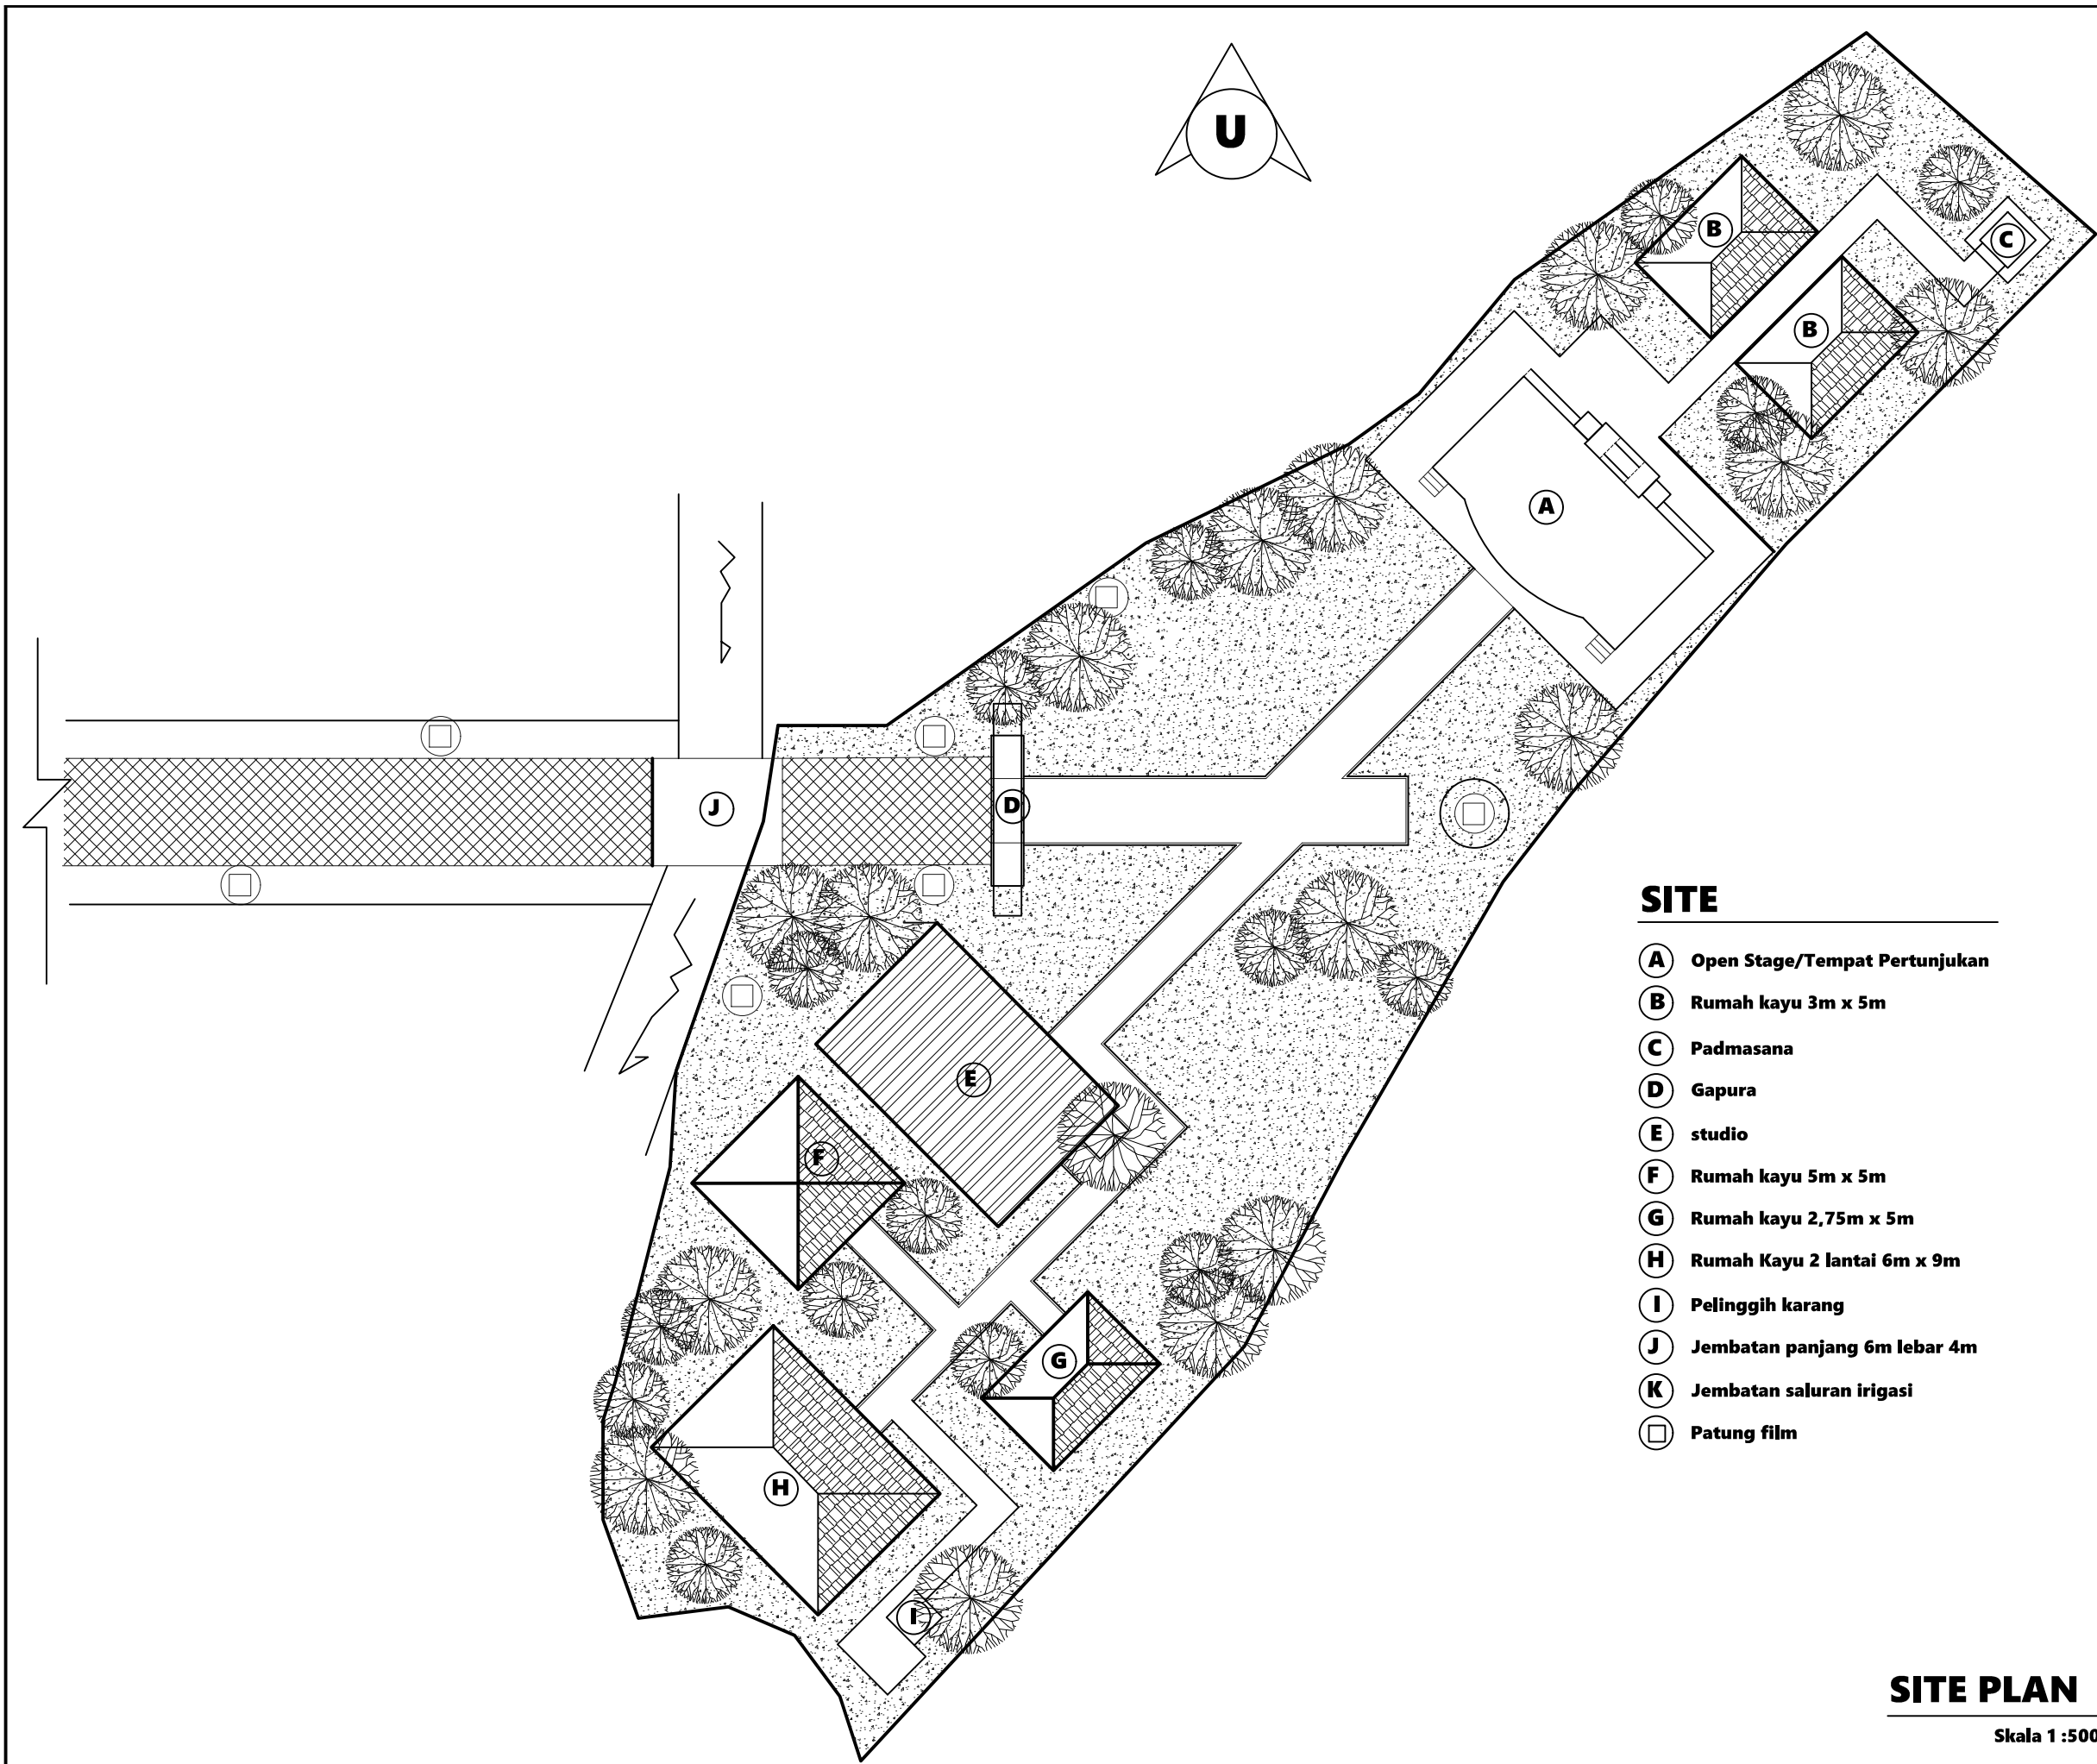 U
B
C
B
A
J
D
E
F
G
H
I
SITE
A Open Stage/Tempat Pertunjukan
B Rumah kayu 3m x 5m
C Padmasana
D Gapura
E studio
F Rumah kayu 5m x 5m
G Rumah kayu 2,75m x 5m
H Rumah Kayu 2 lantai 6m x 9m
I Pelinggih karang
J Jembatan panjang 6m lebar 4m
K Jembatan saluran irigasi
Patung film
SITE PLAN
Skala 1 :500